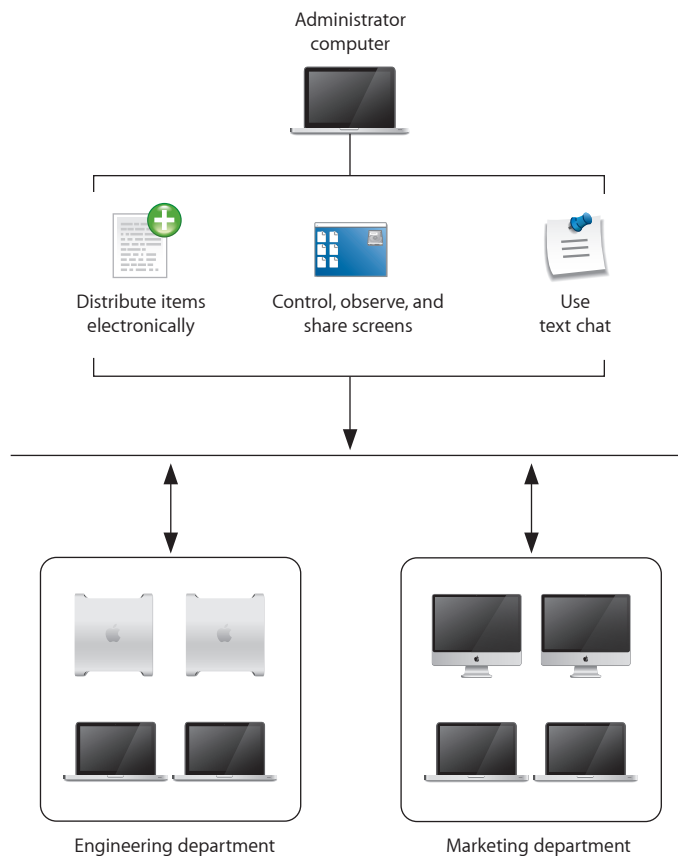 Administrator
computer
Distribute items
electronically
Control, observe, and
share screens
Use
text chat
Engineering department
Marketing department